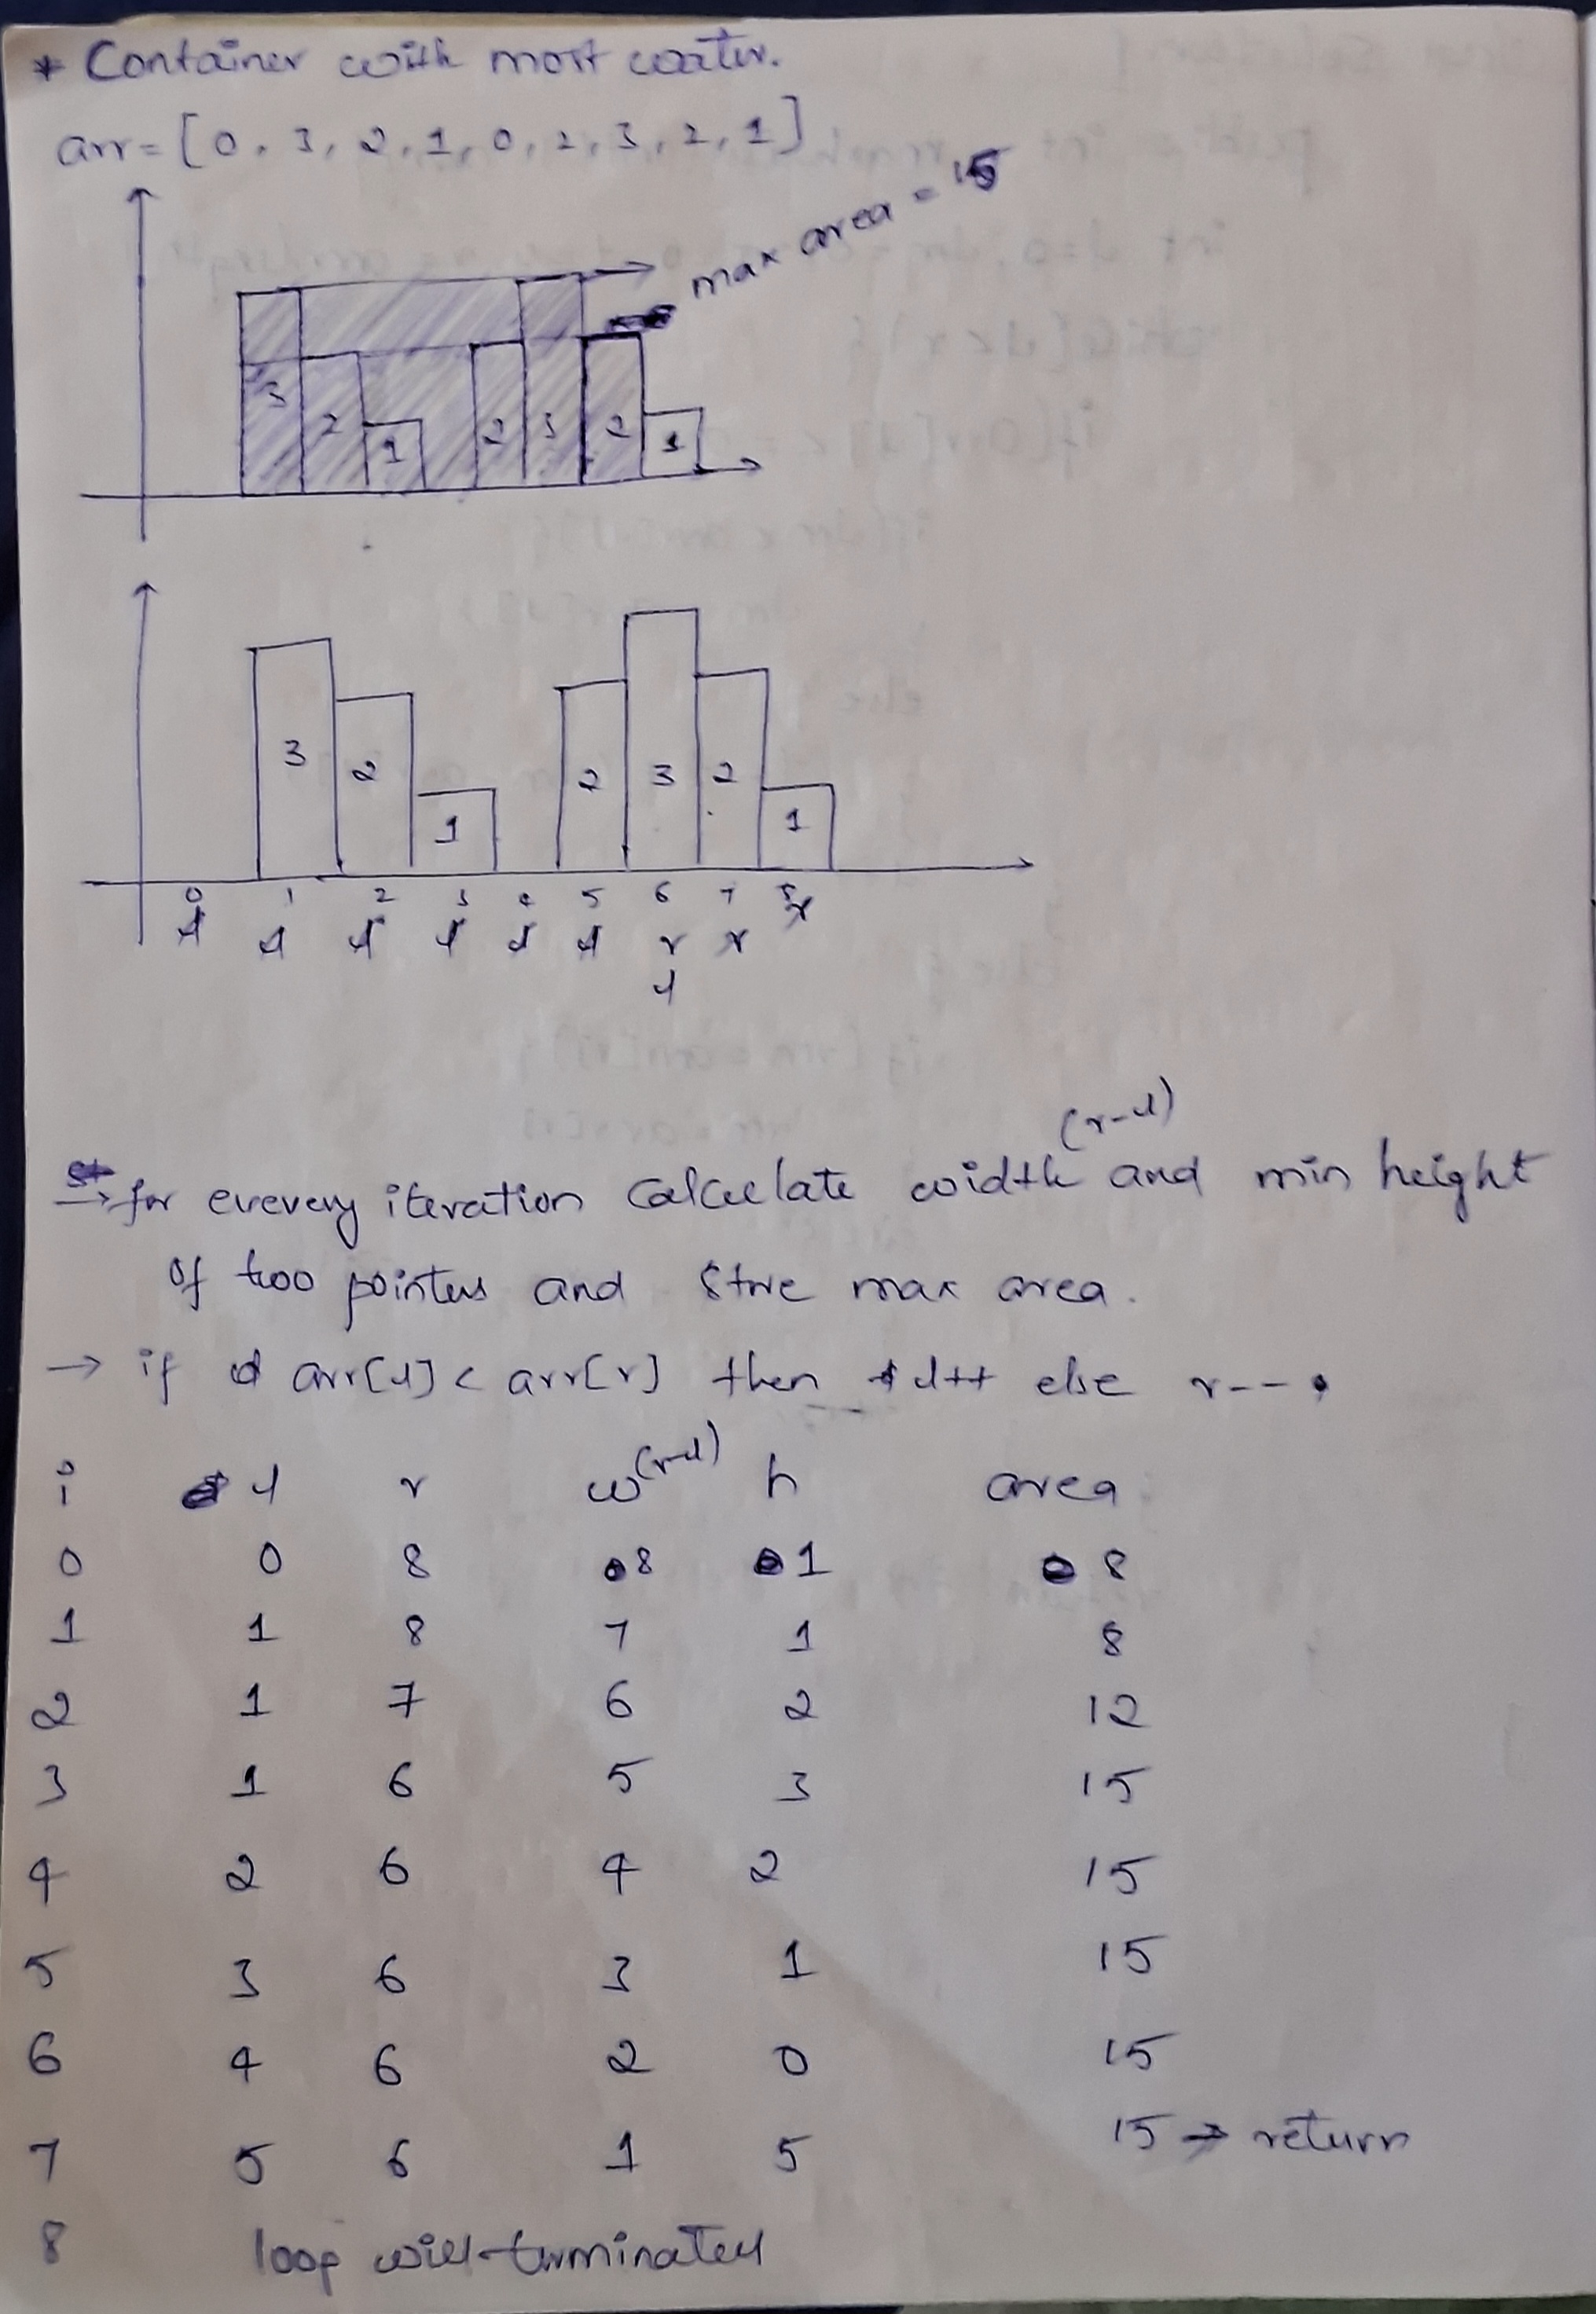 * Container with most water.
arr = [0, 3, 2, 1, 0, 2, 3, 2, 1]
max area = 15
3 2 1 2 3 2 1
3 2 1 2 3 2 1
0 1 2 3 4 5 6 7 8
l l l l l l r r r
l
(r-l)
→ for evevery iteration calculate width and min height
of two pointers and store max area.
→ if arr[l] < arr[r] then l++ else r--.
i l r w(r-l) h area
0 0 8 8 1 8
1 1 8 7 1 8
2 1 7 6 2 12
3 1 6 5 3 15
4 2 6 4 2 15
5 3 6 3 1 15
6 4 6 2 0 15
7 5 6 1 5 15 → return
8 loop will terminated